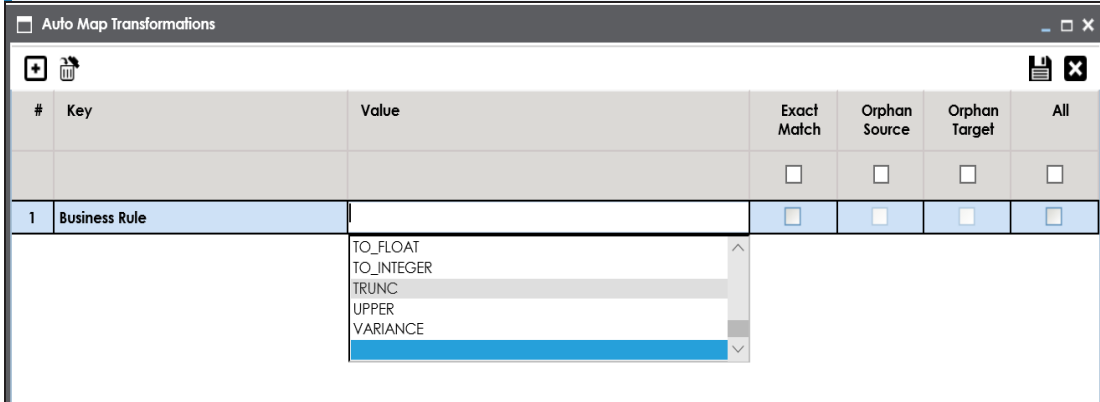 Auto Map Transformations
# Key Value Exact Match Orphan Source Orphan Target All
1 Business Rule
TO_FLOAT
TO_INTEGER
TRUNC
UPPER
VARIANCE